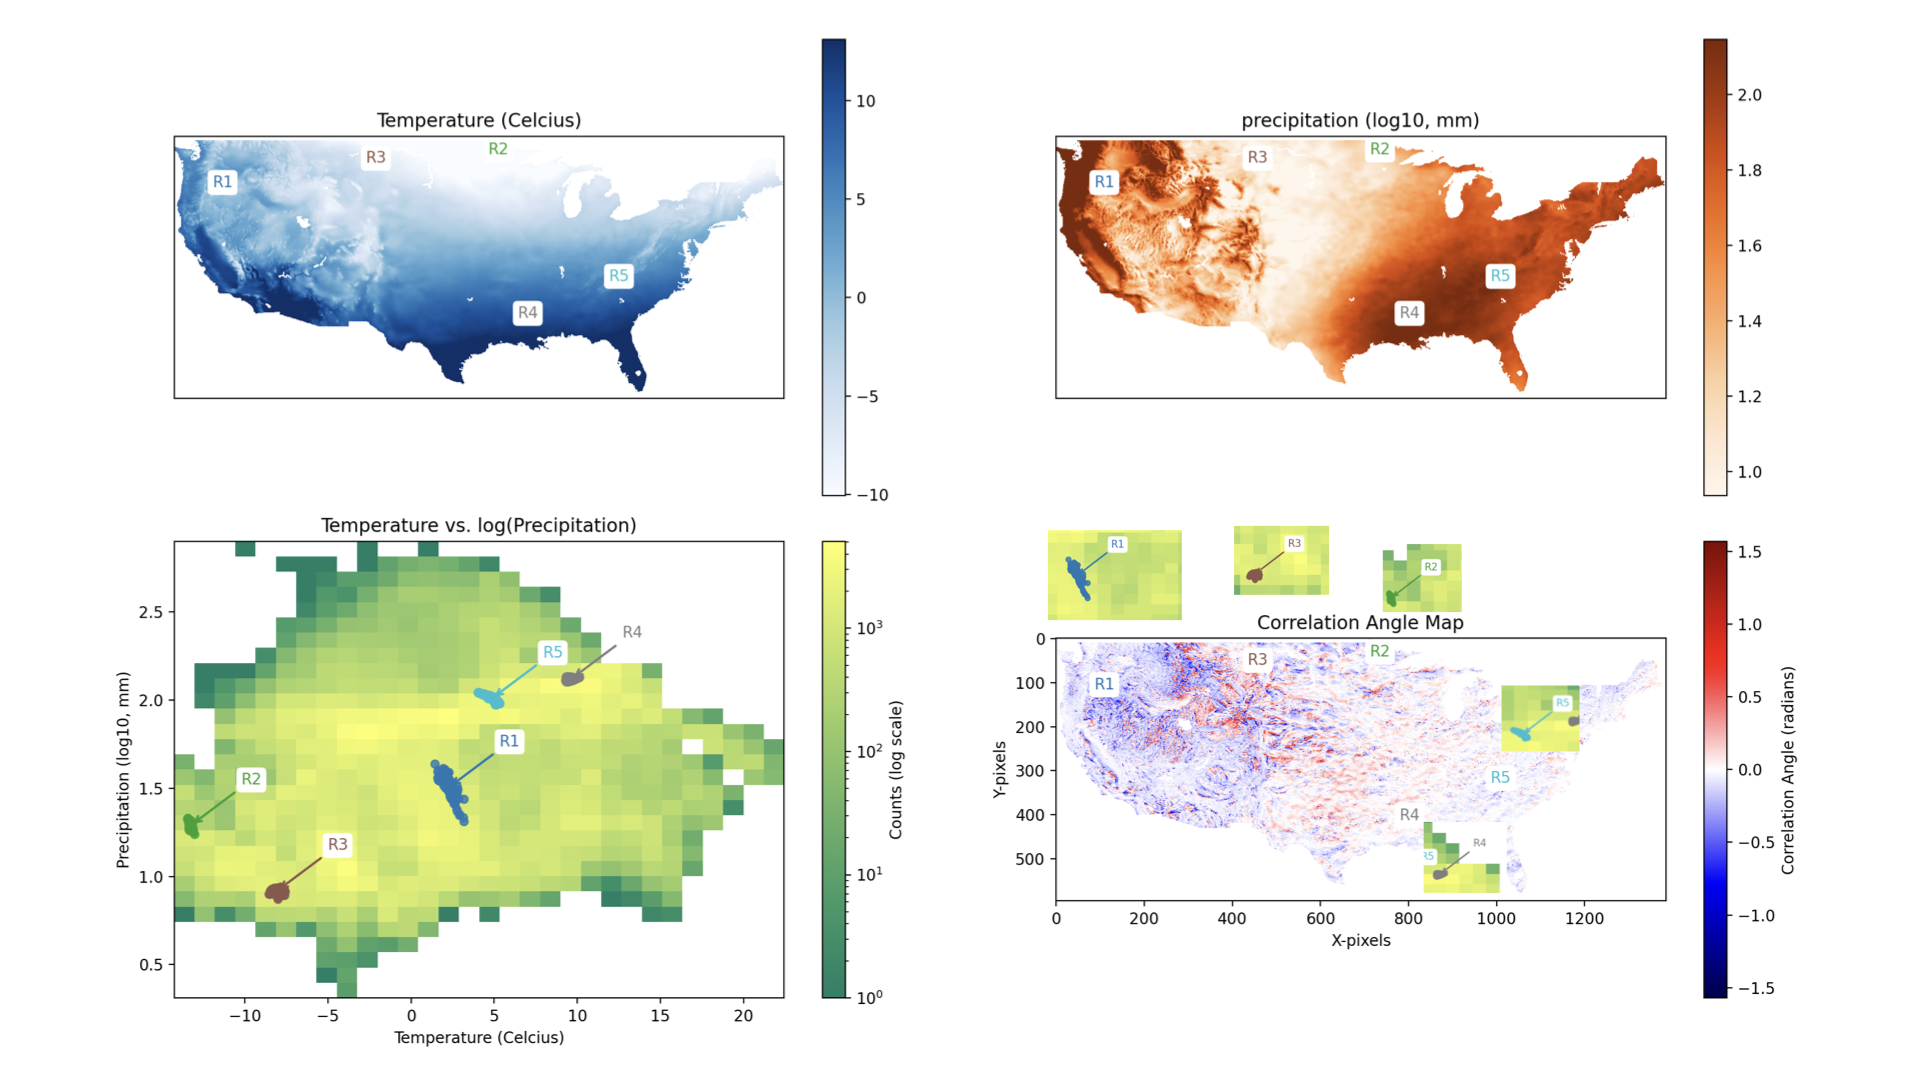 Temperature (Celcius)
R1
R3
R2
R5
R4
10
5
0
−5
−10
precipitation (log10, mm)
R1
R3
R2
R5
R4
2.0
1.8
1.6
1.4
1.2
1.0
Temperature vs. log(Precipitation)
Precipitation (log10, mm)
2.5
2.0
1.5
1.0
0.5
R4
R5
R1
R2
R3
−10
−5
0
5
10
15
20
Temperature (Celcius)
10³
10²
10¹
10⁰
Counts (log scale)
R1
R3
R2
Correlation Angle Map
Y-pixels
0
100
200
300
400
500
R1
R3
R2
R5
R5
R4
R4
R5
0
200
400
600
800
1000
1200
X-pixels
1.5
1.0
0.5
0.0
−0.5
−1.0
−1.5
Correlation Angle (radians)